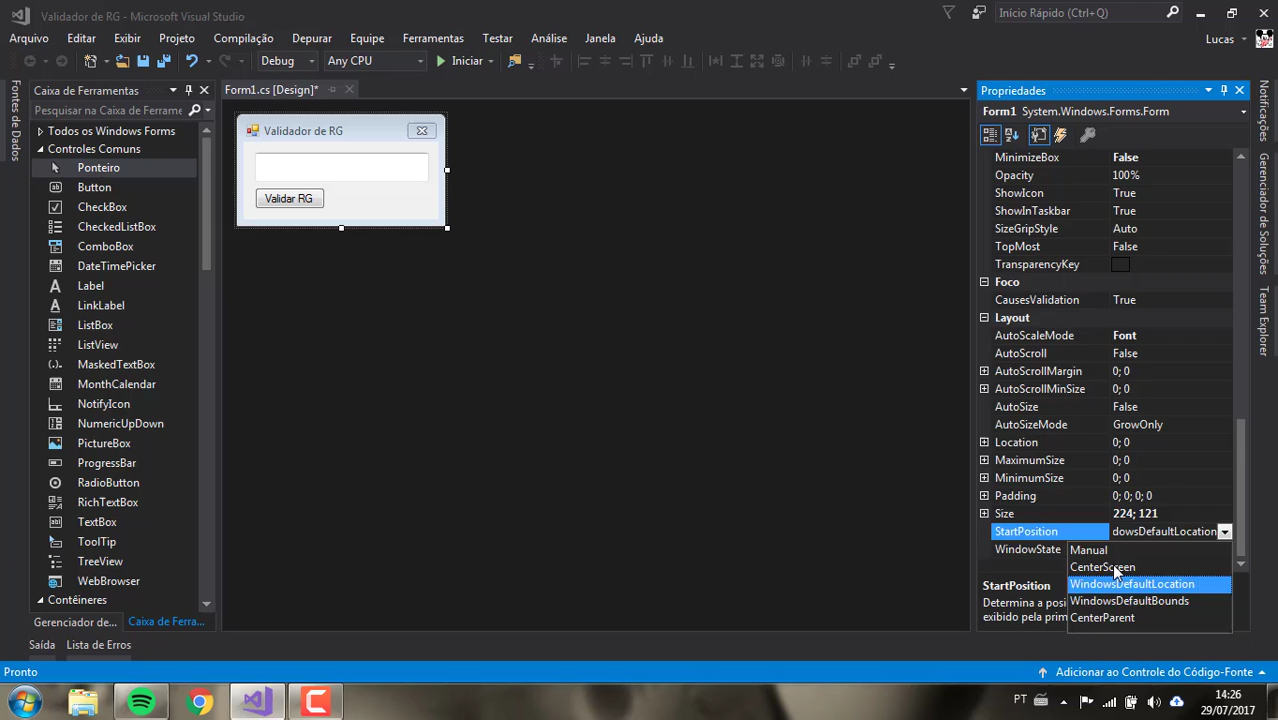 Validador de RG - Microsoft Visual Studio
Início Rápido (Ctrl+Q)
Arquivo Editar Exibir Projeto Compilação Depurar Equipe Ferramentas Testar Análise Janela Ajuda
Lucas
Debug Any CPU Iniciar
Fontes de Dados
Caixa de Ferramentas
Pesquisar na Caixa de Ferrame
Todos os Windows Forms
Controles Comuns
Ponteiro
Button
CheckBox
CheckedListBox
ComboBox
DateTimePicker
Label
LinkLabel
ListBox
ListView
MaskedTextBox
MonthCalendar
NotifyIcon
NumericUpDown
PictureBox
ProgressBar
RadioButton
RichTextBox
TextBox
ToolTip
TreeView
WebBrowser
Contêineres
Gerenciador de... Caixa de Ferra...
Form1.cs [Design]*
Validador de RG
Validar RG
Propriedades
Form1 System.Windows.Forms.Form
MinimizeBox False
Opacity 100%
ShowIcon True
ShowInTaskbar True
SizeGripStyle Auto
TopMost False
TransparencyKey
Foco
CausesValidation True
Layout
AutoScaleMode Font
AutoScroll False
AutoScrollMargin 0; 0
AutoScrollMinSize 0; 0
AutoSize False
AutoSizeMode GrowOnly
Location 0; 0
MaximumSize 0; 0
MinimumSize 0; 0
Padding 0; 0; 0; 0
Size 224; 121
StartPosition dowsDefaultLocation
WindowState
Manual
CenterScreen
WindowsDefaultLocation
WindowsDefaultBounds
CenterParent
StartPosition
Determina a posi
exibido pela prim
Notificações
Gerenciador de Soluções
Team Explorer
Saída Lista de Erros
Pronto
Adicionar ao Controle do Código-Fonte
PT
14:26
29/07/2017